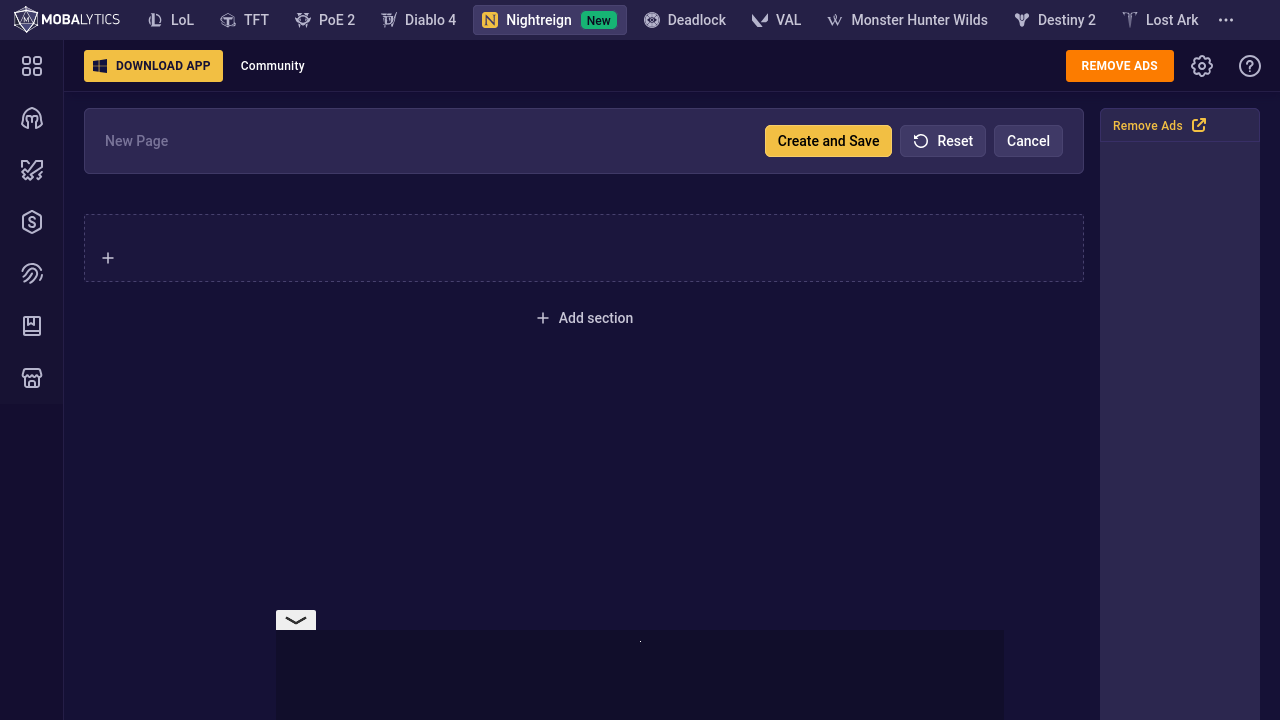 MOBALYTICS
LoL
TFT
PoE 2
Diablo 4
Nightreign New
Deadlock
VAL
Monster Hunter Wilds
Destiny 2
Lost Ark
DOWNLOAD APP
Community
REMOVE ADS
New Page
Create and Save
Reset
Cancel
Remove Ads
Add section